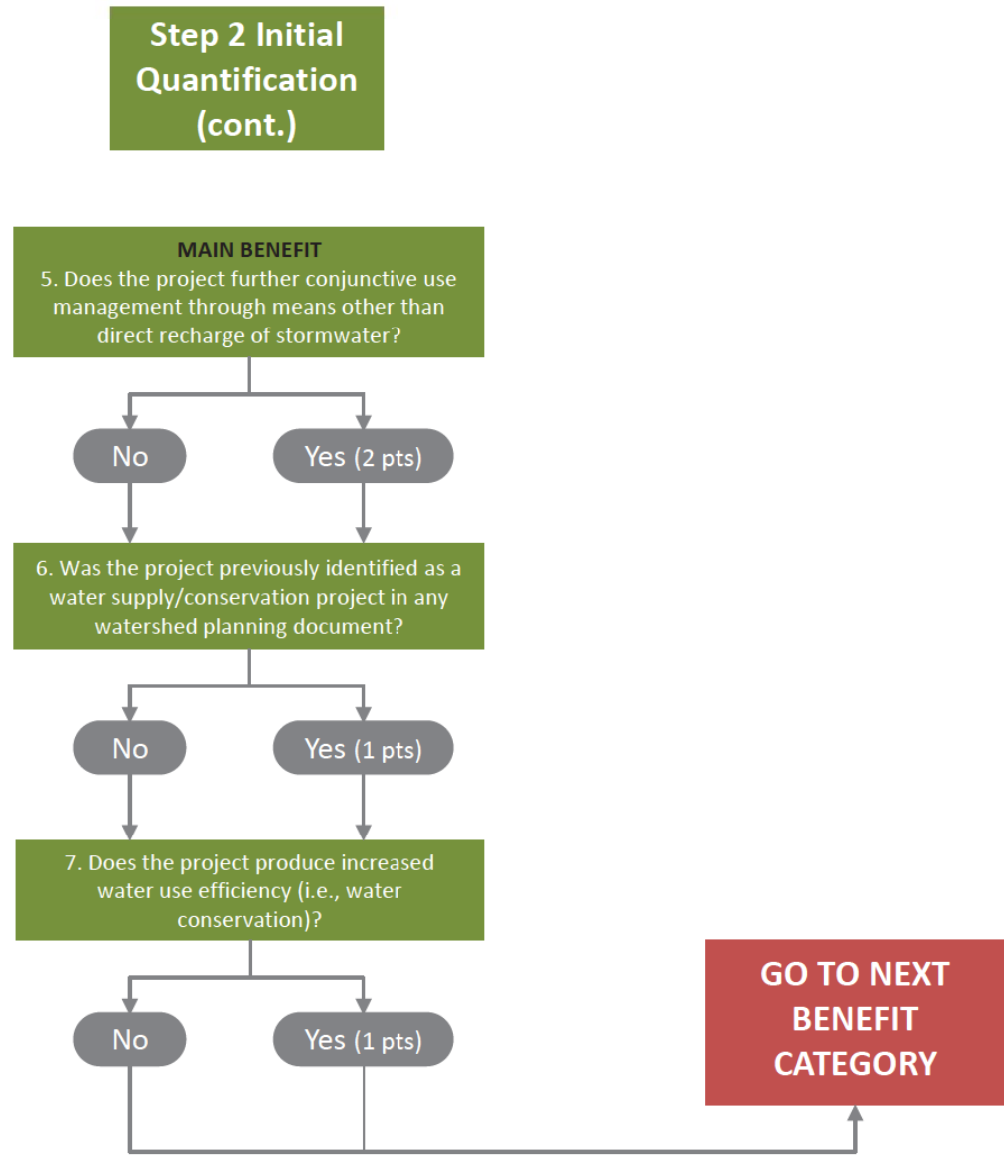 Step 2 Initial
Quantification
(cont.)
MAIN BENEFIT
5. Does the project further conjunctive use
management through means other than
direct recharge of stormwater?
No
Yes (2 pts)
6. Was the project previously identified as a
water supply/conservation project in any
watershed planning document?
No
Yes (1 pts)
7. Does the project produce increased
water use efficiency (i.e., water
conservation)?
No
Yes (1 pts)
GO TO NEXT
BENEFIT
CATEGORY